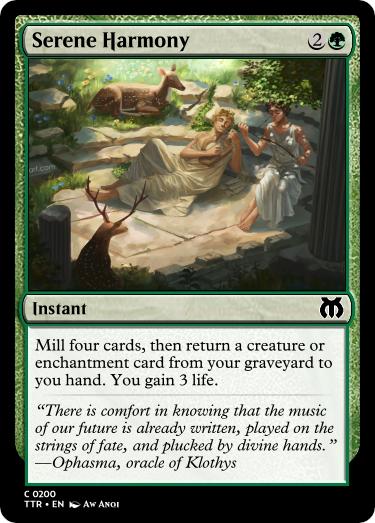 Serene Harmony 2
Instant
Mill four cards, then return a creature or
enchantment card from your graveyard to
you hand. You gain 3 life.
“There is comfort in knowing that the music
of our future is already written, played on the
strings of fate, and plucked by divine hands.”
—Ophasma, oracle of Klothys
C 0200
TTR • EN Aw Anoi